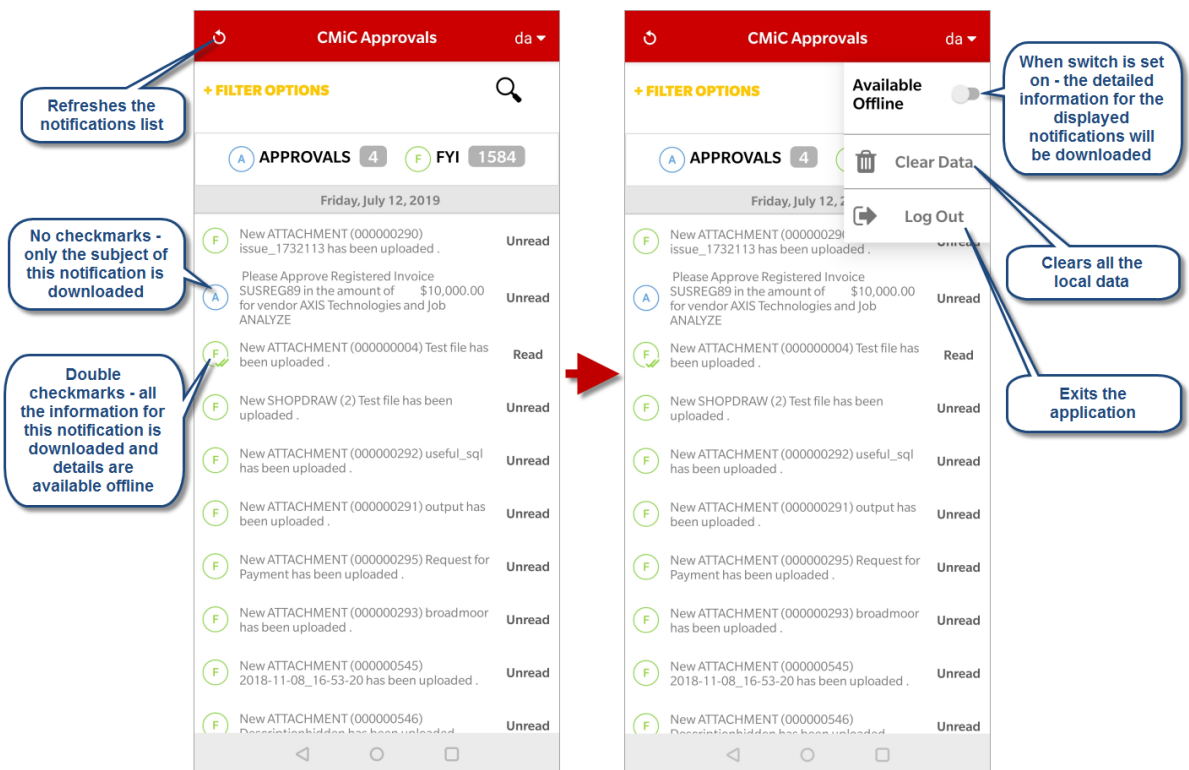 CMiC Approvals
da
+ FILTER OPTIONS
A APPROVALS 4 F FYI 1584
Friday, July 12, 2019
F New ATTACHMENT (000000290)
issue_1732113 has been uploaded .
Unread
A Please Approve Registered Invoice
SUSREG89 in the amount of $10,000.00
for vendor AXIS Technologies and Job
ANALYZE
Unread
F New ATTACHMENT (000000004) Test file has
been uploaded .
Read
F New SHOPDRAW (2) Test file has been
uploaded .
Unread
F New ATTACHMENT (000000292) useful_sql
has been uploaded .
Unread
F New ATTACHMENT (000000291) output has
been uploaded .
Unread
F New ATTACHMENT (000000295) Request for
Payment has been uploaded .
Unread
F New ATTACHMENT (000000293) broadmoor
has been uploaded .
Unread
F New ATTACHMENT (000000545)
2018-11-08_16-53-20 has been uploaded .
Unread
F New ATTACHMENT (000000546)
Descriptionhidden has been uploaded
Unread
Refreshes the
notifications list
No checkmarks -
only the subject of
this notification is
downloaded
Double
checkmarks - all
the information for
this notification is
downloaded and
details are
available offline
CMiC Approvals
da
+ FILTER OPTIONS
Available
Offline
Clear Data
Log Out
A APPROVALS 4
Friday, July 12, 2
F New ATTACHMENT (00000029
issue_1732113 has been uploaded .
Unread
A Please Approve Registered Invoice
SUSREG89 in the amount of $10,000.00
for vendor AXIS Technologies and Job
ANALYZE
Unread
F New ATTACHMENT (000000004) Test file has
been uploaded .
Read
F New SHOPDRAW (2) Test file has been
uploaded .
Unread
F New ATTACHMENT (000000292) useful_sql
has been uploaded .
Unread
F New ATTACHMENT (000000291) output has
been uploaded .
Unread
F New ATTACHMENT (000000295) Request for
Payment has been uploaded .
Unread
F New ATTACHMENT (000000293) broadmoor
has been uploaded .
Unread
F New ATTACHMENT (000000545)
2018-11-08_16-53-20 has been uploaded .
Unread
F New ATTACHMENT (000000546)
Descriptionhidden has been uploaded
Unread
When switch is set
on - the detailed
information for the
displayed
notifications will
be downloaded
Clears all the
local data
Exits the
application